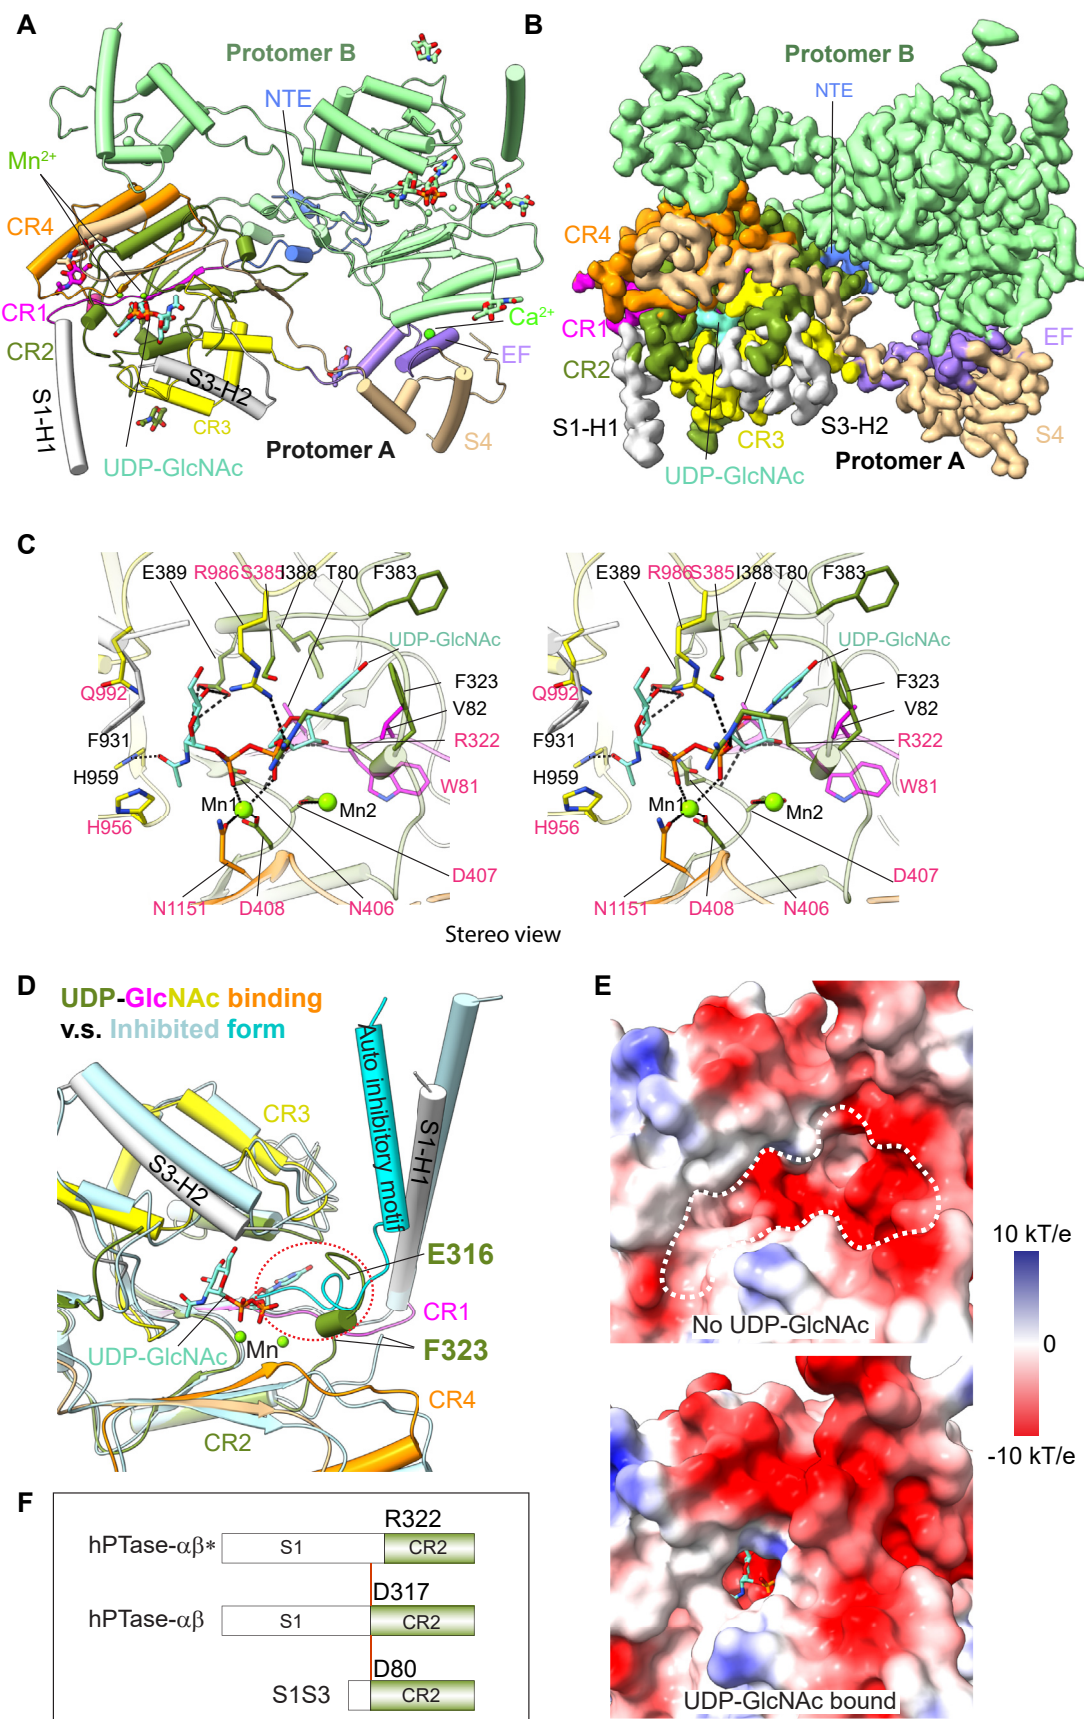 A
Protomer B
NTE
Mn2+
CR4
CR1
CR2
Ca2+
EF
S3-H2
S1-H1
CR3
Protomer A
S4
UDP-GlcNAc
B
Protomer B
NTE
CR4
CR1
CR2
EF
S1-H1
CR3
S3-H2
S4
Protomer A
UDP-GlcNAc
C
E389 R986 S385 I388 T80 F383
UDP-GlcNAc
Q992
F323
V82
F931
R322
H959
W81
Mn1
Mn2
H956
D407
N1151 D408 N406
E389 R986 S385 I388 T80 F383
UDP-GlcNAc
Q992
F323
V82
F931
R322
H959
W81
Mn1
Mn2
H956
D407
N1151 D408 N406
Stereo view
D
UDP-GlcNAc binding
v.s. Inhibited form
Auto inhibitory motif
CR3
S1-H1
S3-H2
E316
CR1
Mn
F323
UDP-GlcNAc
CR4
CR2
E
No UDP-GlcNAc
10 kT/e
0
-10 kT/e
UDP-GlcNAc bound
F
R322
hPTase-αβ* S1 CR2
D317
hPTase-αβ S1 CR2
D80
S1S3 CR2